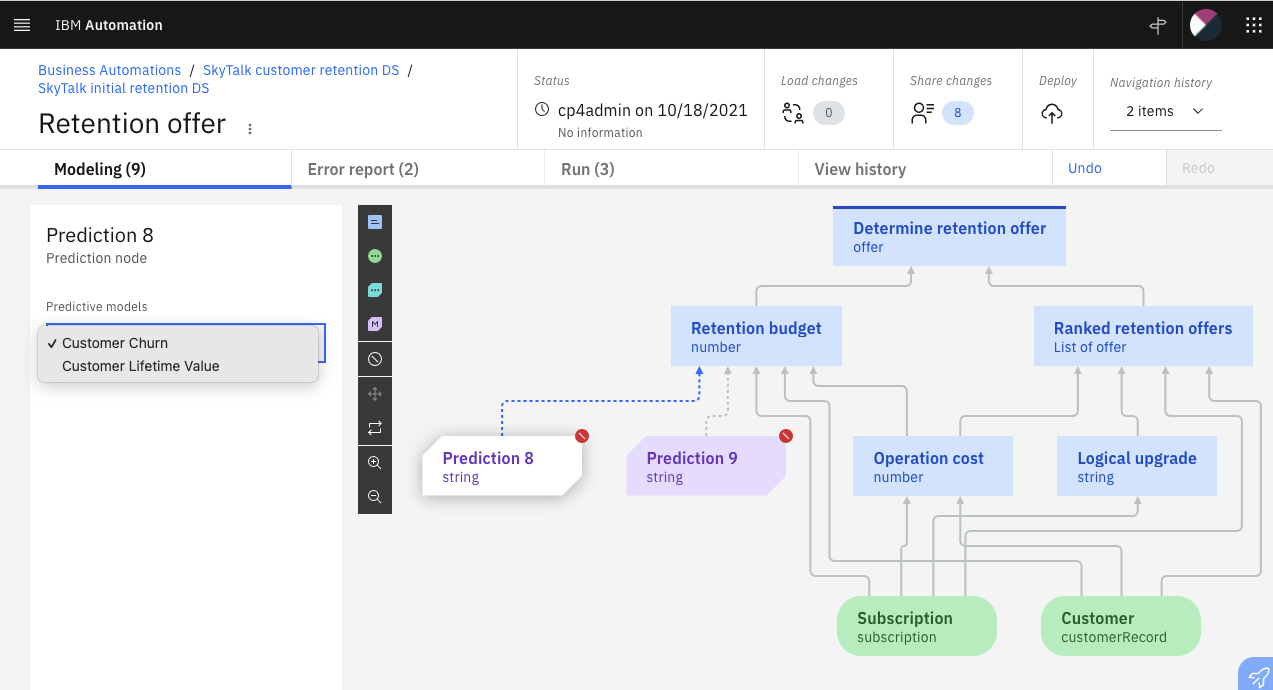 IBM Automation
Business Automations / SkyTalk customer retention DS /
SkyTalk initial retention DS
Retention offer
Status
cp4admin on 10/18/2021
No information
Load changes
0
Share changes
8
Deploy
Navigation history
2 items
Modeling (9)
Error report (2)
Run (3)
View history
Undo
Redo
Prediction 8
Prediction node
Predictive models
✓ Customer Churn
Customer Lifetime Value
M
Determine retention offer
offer
Retention budget
number
Ranked retention offers
List of offer
Prediction 8
string
Prediction 9
string
Operation cost
number
Logical upgrade
string
Subscription
subscription
Customer
customerRecord